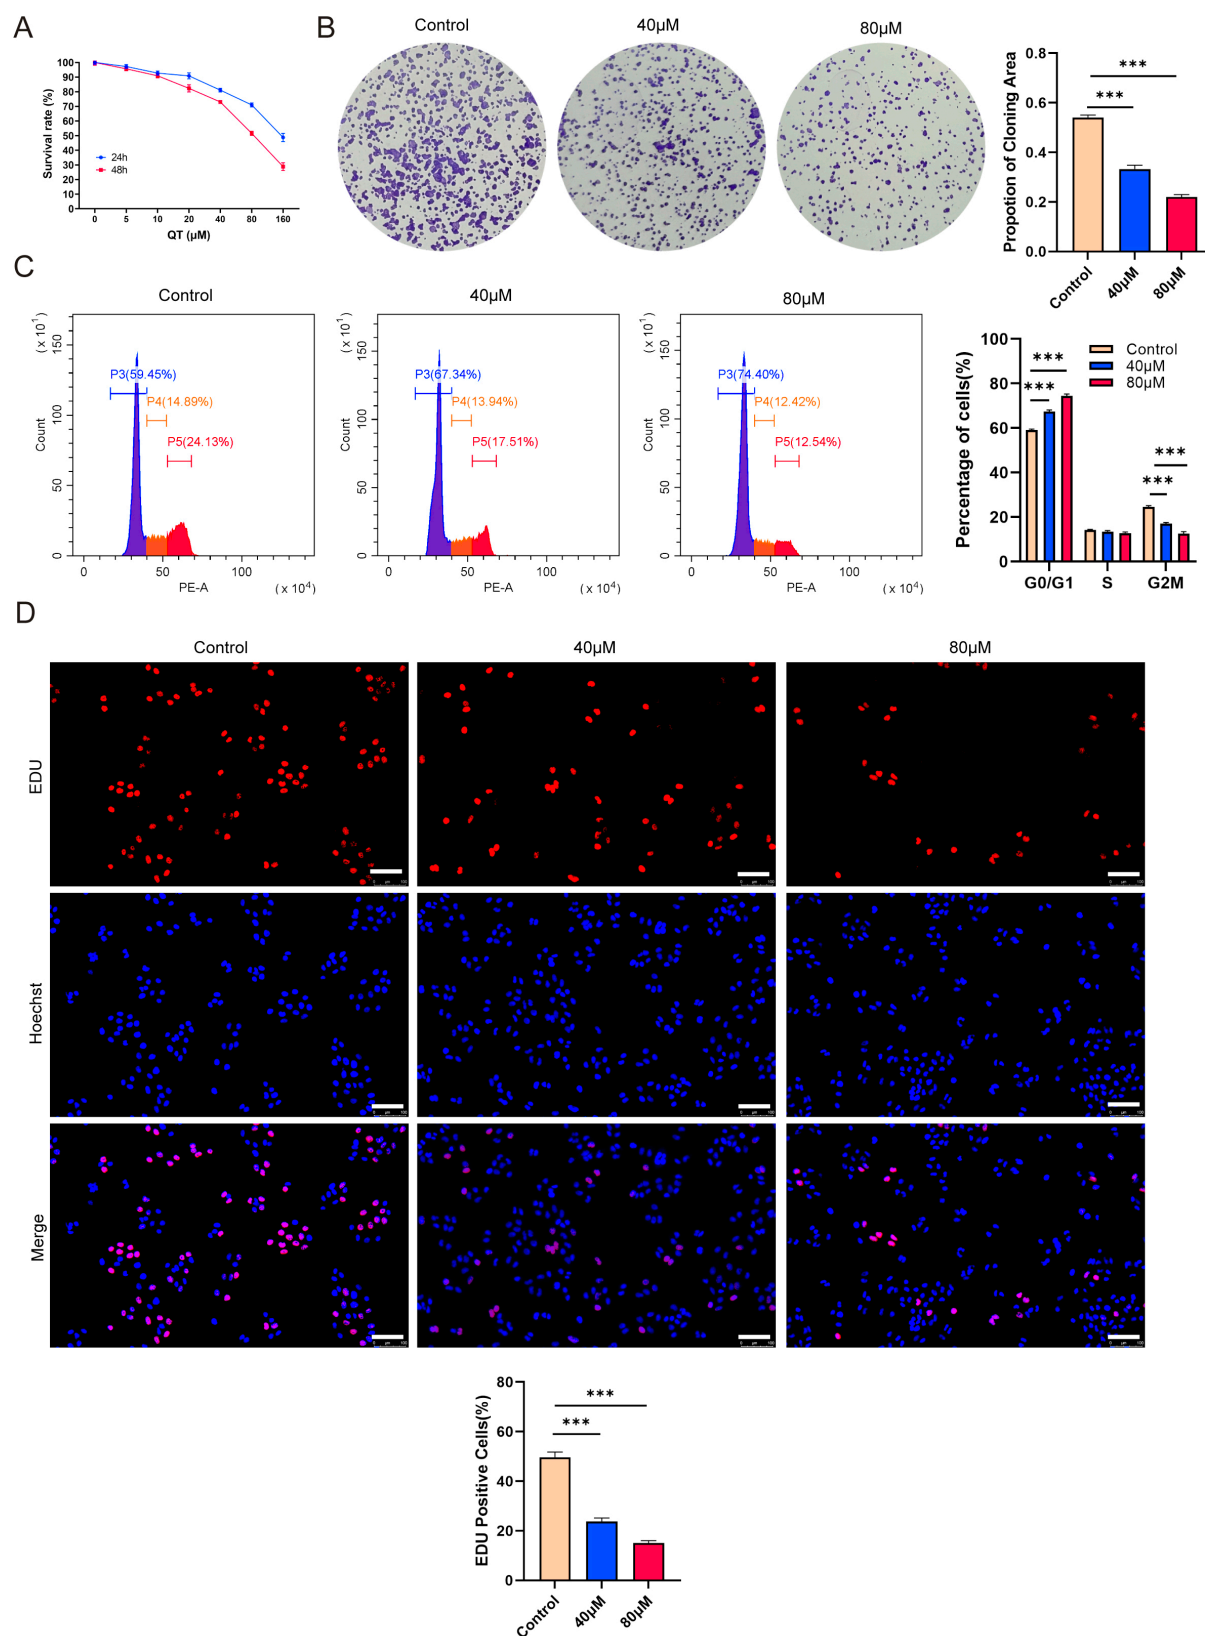 A
100
90
80
70
60
50
40
30
20
10
0
Survival rate (%)
24h
48h
0 5 10 20 40 80 160
QT (μM)
B
Control 40μM 80μM
Propotion of Cloning Area
0.8
0.6
0.4
0.2
0.0
***
***
Control 40μM 80μM
C
Control
(x 10¹)
150
100
50
0
Count
P3(59.45%)
P4(14.89%)
P5(24.13%)
0 50 100
PE-A (x 10⁴)
40μM
(x 10¹)
150
100
50
0
Count
P3(67.34%)
P4(13.94%)
P5(17.51%)
0 50 100
PE-A (x 10⁴)
80μM
(x 10¹)
150
100
50
0
Count
P3(74.40%)
P4(12.42%)
P5(12.54%)
0 50 100
PE-A (x 10⁴)
Percentage of cells(%)
100
80
60
40
20
0
Control
40μM
80μM
***
***
***
***
G0/G1 S G2M
D
Control 40μM 80μM
EDU
Hoechst
Merge
EDU Positive Cells(%)
80
60
40
20
0
***
***
Control 40μM 80μM